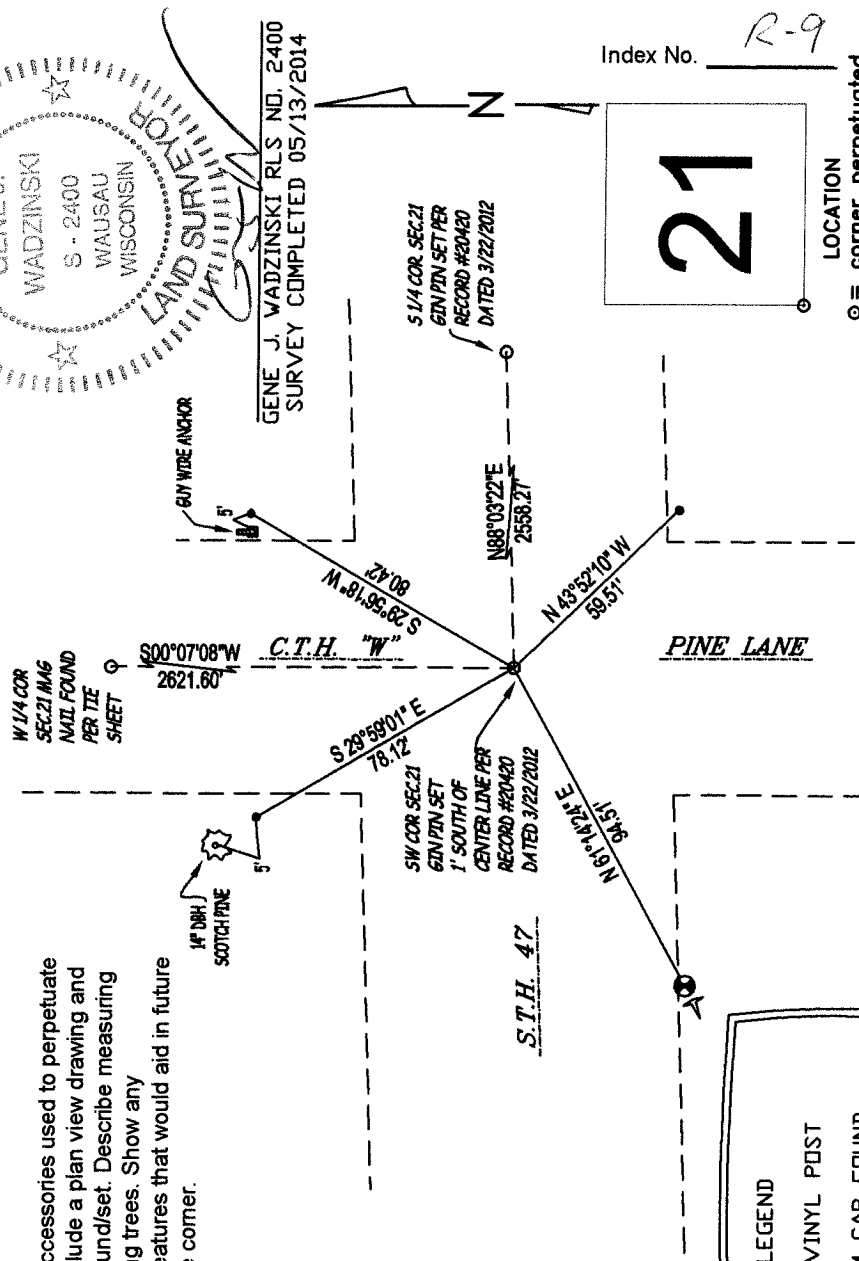 ccessories used to perpetuate
lude a plan view drawing and
und/set. Describe measuring
ng trees. Show any
eatures that would aid in future
e corner.
WADZINSKI
S - 2400
WAUSAU
WISCONSIN
LAND SURVEYOR
GENE J. WADZINSKI RLS NO. 2400
SURVEY COMPLETED 05/13/2014
W 1/4 COR
SEC.21 MAG
NAIL FOUND
PER TIE
SHEET
S00°07'08"W
2621.60'
C.T.H. "W"
GUY WIRE ANCHOR
5'
S 29°56'18" W
80.42'
14" DBH
SCOTCH PINE
5'
S 29°59'01" E
78.12'
S 1/4 COR. SEC.21
GIN PIN SET PER
RECORD #20420
DATED 3/22/2012
N88°03'22"E
2558.27'
SW COR SEC.21
GIN PIN SET
1' SOUTH OF
CENTER LINE PER
RECORD #20420
DATED 3/22/2012
N 43°52'10" W
59.51'
PINE LANE
S.T.H. 47
N 61°14'24" E
94.51'
N
Index No. R-9
21
LOCATION
= corner perpetuated
LEGEND
VINYL POST